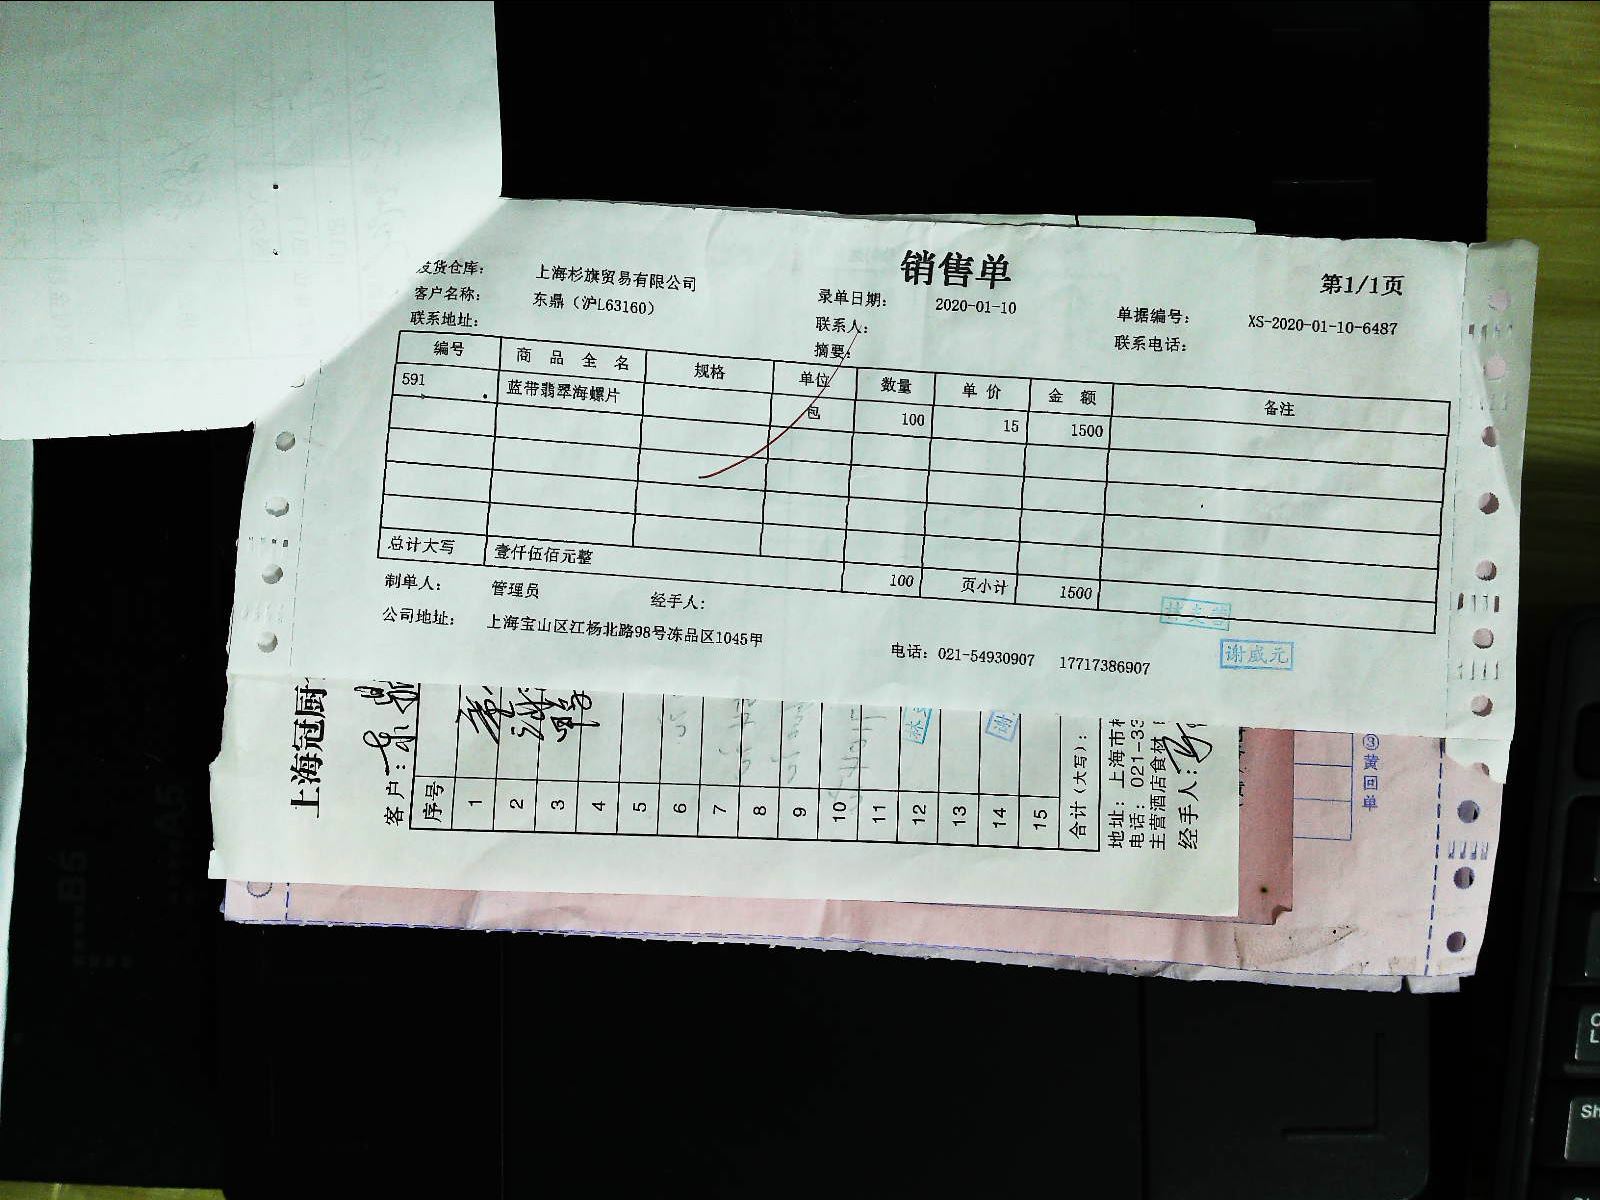 销售单
第1/1页
发货仓库： 上海杉旗贸易有限公司
录单日期： 2020-01-10
单据编号： XS-2020-01-10-6487
客户名称： 东鼎（沪L63160）
联系人：
联系电话：
联系地址：
摘要：
编号 商品全名 规格 单位 数量 单价 金额 备注
591 蓝带翡翠海螺片 包 100 15 1500
总计大写 壹仟伍佰元整 100 页小计 1500
制单人： 管理员 经手人：
公司地址： 上海宝山区江杨北路98号冻品区1045甲
电话：021-54930907 17717386907
谢威元
上海冠厨
客户：东
序号
1
2
3
4
5
6
7
8
9
10
11
12
13
14
15
合计（大写）：
地址：上海市
电话：021-33
主营酒店食材
经手人：
③黄回单
B5
A5